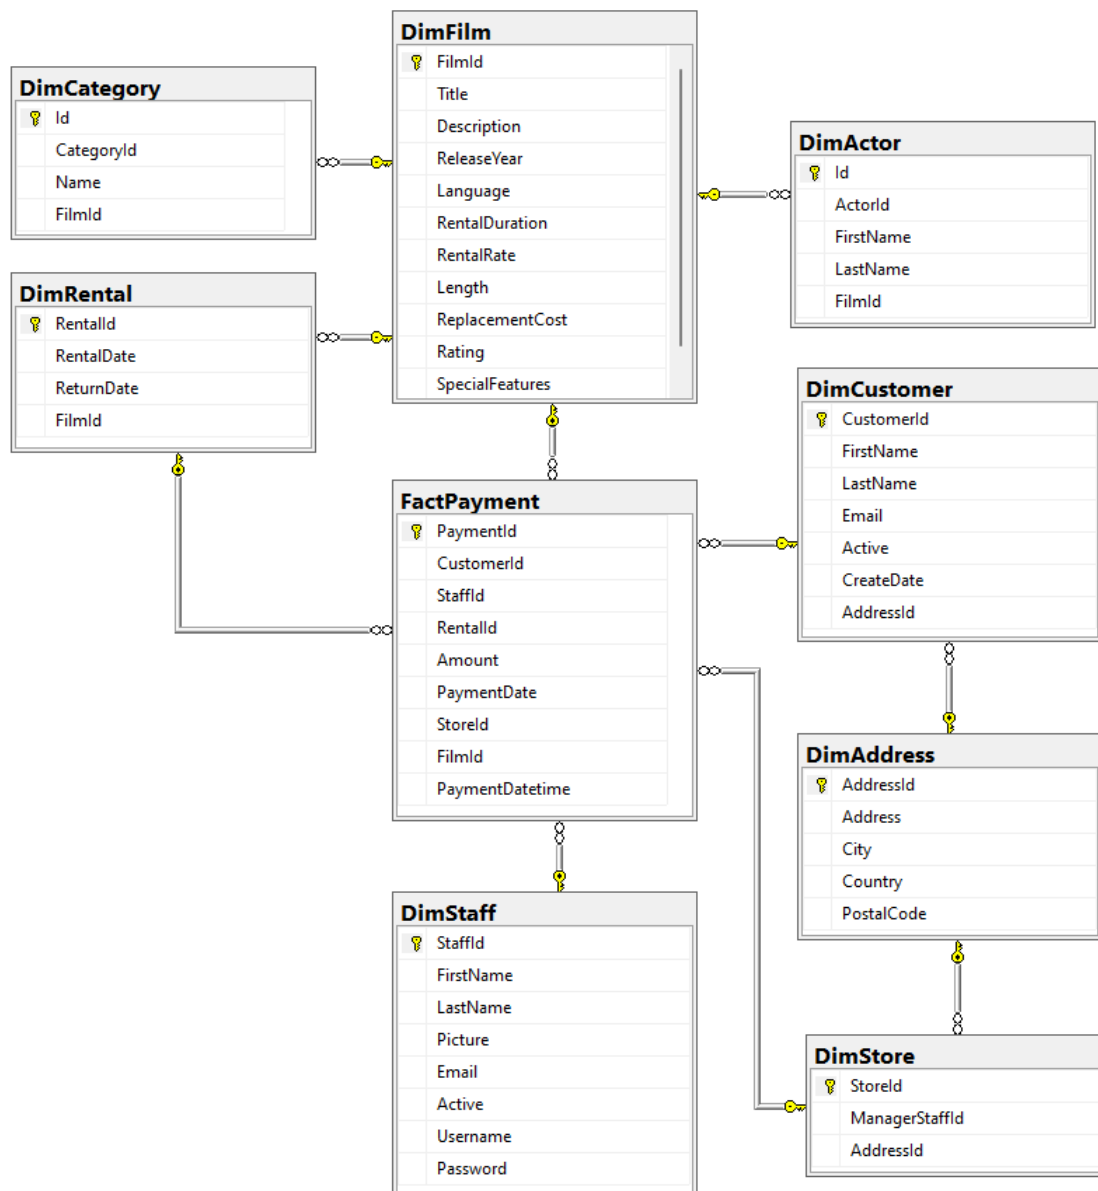 DimFilm
FilmId
Title
Description
ReleaseYear
Language
RentalDuration
RentalRate
Length
ReplacementCost
Rating
SpecialFeatures
DimCategory
Id
CategoryId
Name
FilmId
DimActor
Id
ActorId
FirstName
LastName
FilmId
DimRental
RentalId
RentalDate
ReturnDate
FilmId
DimCustomer
CustomerId
FirstName
LastName
Email
Active
CreateDate
AddressId
FactPayment
PaymentId
CustomerId
StaffId
RentalId
Amount
PaymentDate
StoreId
FilmId
PaymentDatetime
DimAddress
AddressId
Address
City
Country
PostalCode
DimStaff
StaffId
FirstName
LastName
Picture
Email
Active
Username
Password
DimStore
StoreId
ManagerStaffId
AddressId